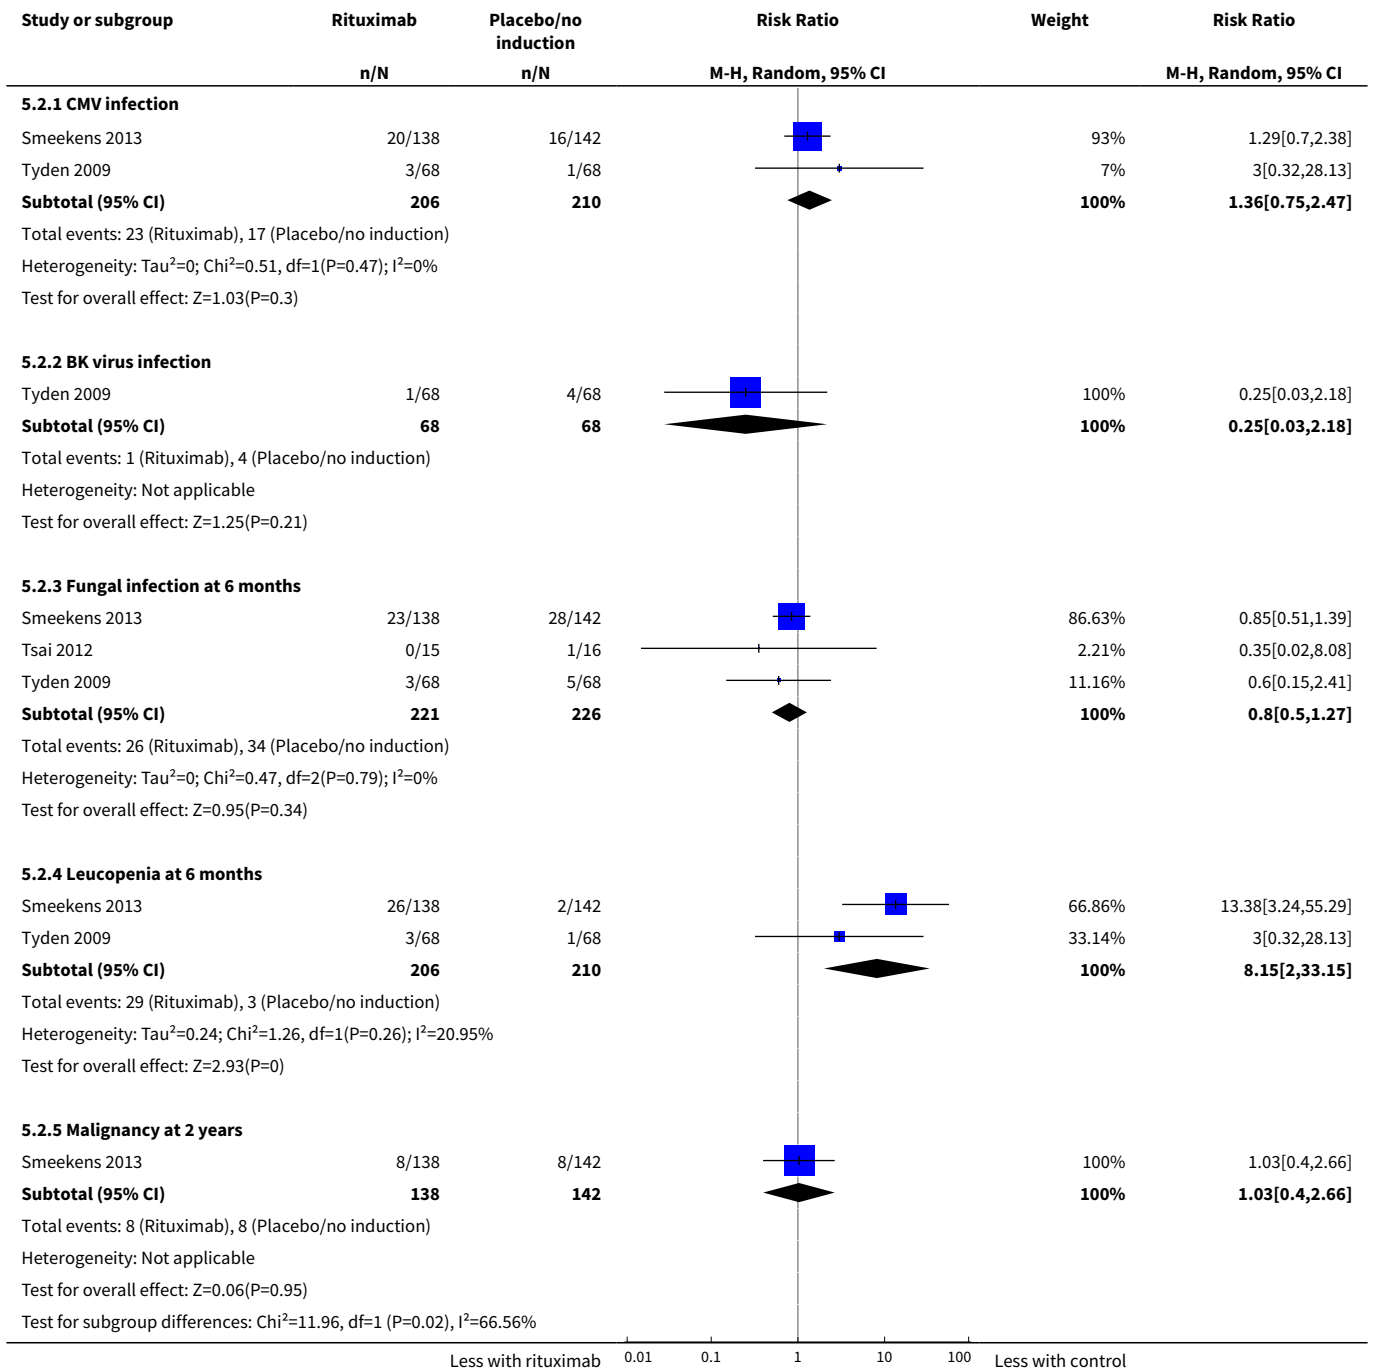 Study or subgroup Rituximab Placebo/no induction Risk Ratio Weight Risk Ratio
n/N n/N M-H, Random, 95% CI M-H, Random, 95% CI
5.2.1 CMV infection
Smeekens 2013 20/138 16/142 93% 1.29[0.7,2.38]
Tyden 2009 3/68 1/68 7% 3[0.32,28.13]
Subtotal (95% CI) 206 210 100% 1.36[0.75,2.47]
Total events: 23 (Rituximab), 17 (Placebo/no induction)
Heterogeneity: Tau²=0; Chi²=0.51, df=1(P=0.47); I²=0%
Test for overall effect: Z=1.03(P=0.3)
5.2.2 BK virus infection
Tyden 2009 1/68 4/68 100% 0.25[0.03,2.18]
Subtotal (95% CI) 68 68 100% 0.25[0.03,2.18]
Total events: 1 (Rituximab), 4 (Placebo/no induction)
Heterogeneity: Not applicable
Test for overall effect: Z=1.25(P=0.21)
5.2.3 Fungal infection at 6 months
Smeekens 2013 23/138 28/142 86.63% 0.85[0.51,1.39]
Tsai 2012 0/15 1/16 2.21% 0.35[0.02,8.08]
Tyden 2009 3/68 5/68 11.16% 0.6[0.15,2.41]
Subtotal (95% CI) 221 226 100% 0.8[0.5,1.27]
Total events: 26 (Rituximab), 34 (Placebo/no induction)
Heterogeneity: Tau²=0; Chi²=0.47, df=2(P=0.79); I²=0%
Test for overall effect: Z=0.95(P=0.34)
5.2.4 Leucopenia at 6 months
Smeekens 2013 26/138 2/142 66.86% 13.38[3.24,55.29]
Tyden 2009 3/68 1/68 33.14% 3[0.32,28.13]
Subtotal (95% CI) 206 210 100% 8.15[2,33.15]
Total events: 29 (Rituximab), 3 (Placebo/no induction)
Heterogeneity: Tau²=0.24; Chi²=1.26, df=1(P=0.26); I²=20.95%
Test for overall effect: Z=2.93(P=0)
5.2.5 Malignancy at 2 years
Smeekens 2013 8/138 8/142 100% 1.03[0.4,2.66]
Subtotal (95% CI) 138 142 100% 1.03[0.4,2.66]
Total events: 8 (Rituximab), 8 (Placebo/no induction)
Heterogeneity: Not applicable
Test for overall effect: Z=0.06(P=0.95)
Test for subgroup differences: Chi²=11.96, df=1 (P=0.02), I²=66.56%
Less with rituximab 0.01 0.1 1 10 100 Less with control